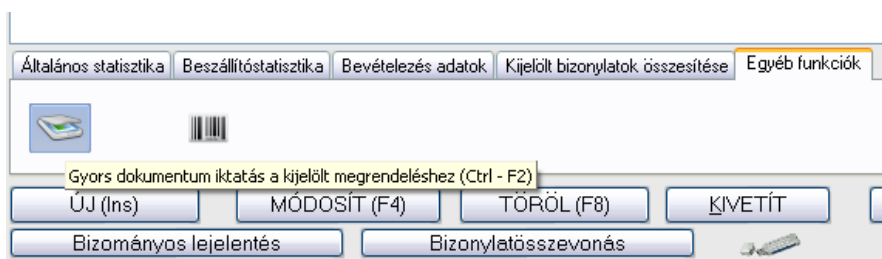 Általános statisztika Beszállítóstatisztika Bevételezés adatok Kijelölt bizonylatok összesítése Egyéb funkciók
Gyors dokumentum iktatás a kijelölt megrendeléshez (Ctrl - F2)
ÚJ (Ins) MÓDOSÍT (F4) TÖRÖL (F8) KIVETÍT
Bizományos lejelentés Bizonylatösszevonás